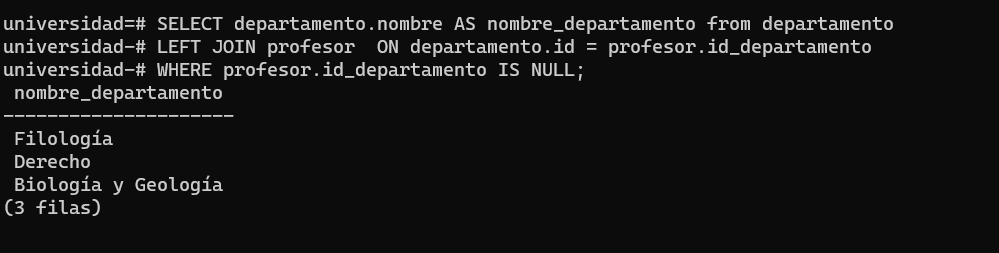 universidad=# SELECT departamento.nombre AS nombre_departamento from departamento
universidad-# LEFT JOIN profesor  ON departamento.id = profesor.id_departamento
universidad-# WHERE profesor.id_departamento IS NULL;
 nombre_departamento
---------------------
 Filología
 Derecho
 Biología y Geología
(3 filas)